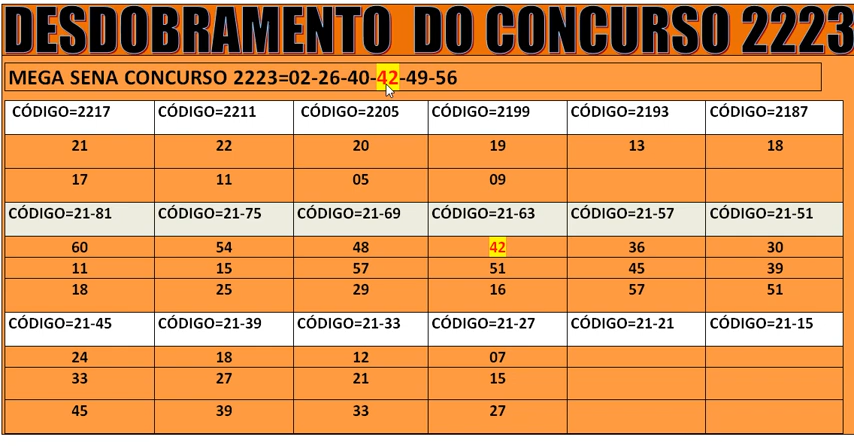 DESDOBRAMENTO DO CONCURSO 2223
MEGA SENA CONCURSO 2223=02-26-40-42-49-56
CÓDIGO=2217 CÓDIGO=2211 CÓDIGO=2205 CÓDIGO=2199 CÓDIGO=2193 CÓDIGO=2187
21 22 20 19 13 18
17 11 05 09
CÓDIGO=21-81 CÓDIGO=21-75 CÓDIGO=21-69 CÓDIGO=21-63 CÓDIGO=21-57 CÓDIGO=21-51
60 54 48 42 36 30
11 15 57 51 45 39
18 25 29 16 57 51
CÓDIGO=21-45 CÓDIGO=21-39 CÓDIGO=21-33 CÓDIGO=21-27 CÓDIGO=21-21 CÓDIGO=21-15
24 18 12 07
33 27 21 15
45 39 33 27